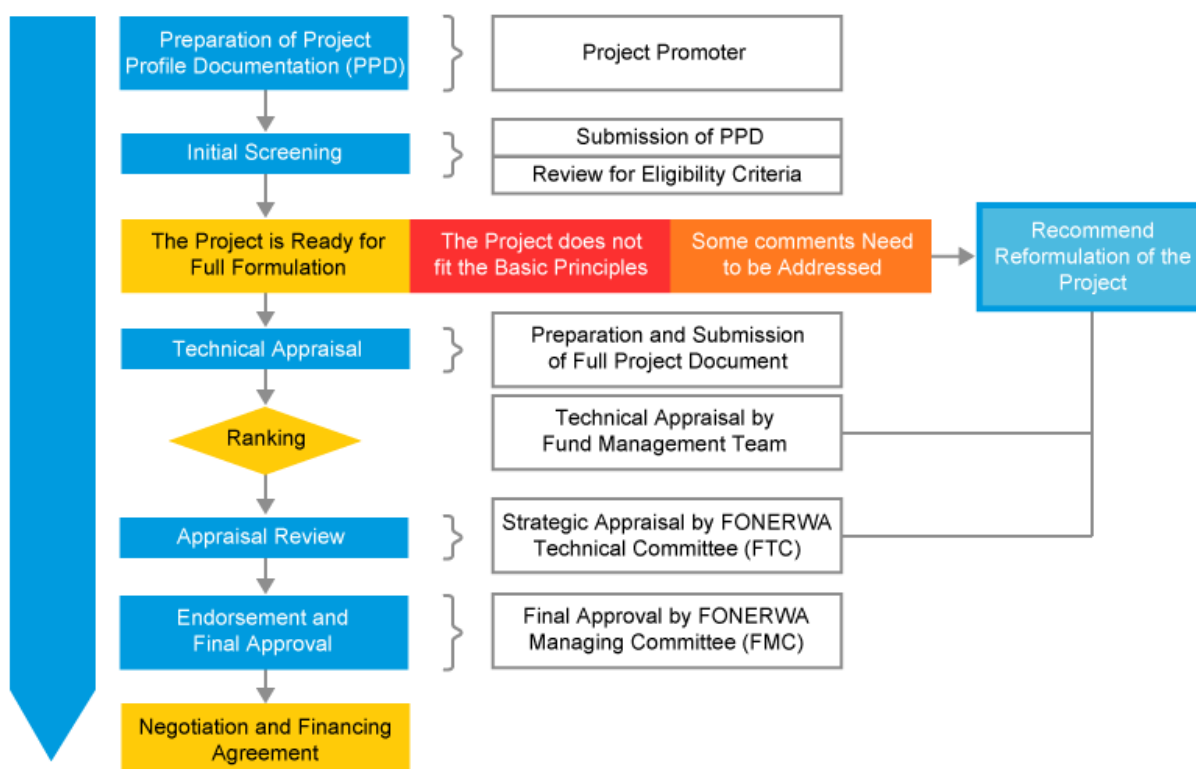 Preparation of Project
Profile Documentation (PPD)
Project Promoter
Initial Screening
Submission of PPD
Review for Eligibility Criteria
The Project is Ready for
Full Formulation
The Project does not
fit the Basic Principles
Some comments Need
to be Addressed
Recommend
Reformulation of the
Project
Technical Appraisal
Preparation and Submission
of Full Project Document
Ranking
Technical Appraisal by
Fund Management Team
Appraisal Review
Strategic Appraisal by FONERWA
Technical Committee (FTC)
Endorsement and
Final Approval
Final Approval by FONERWA
Managing Committee (FMC)
Negotiation and Financing
Agreement